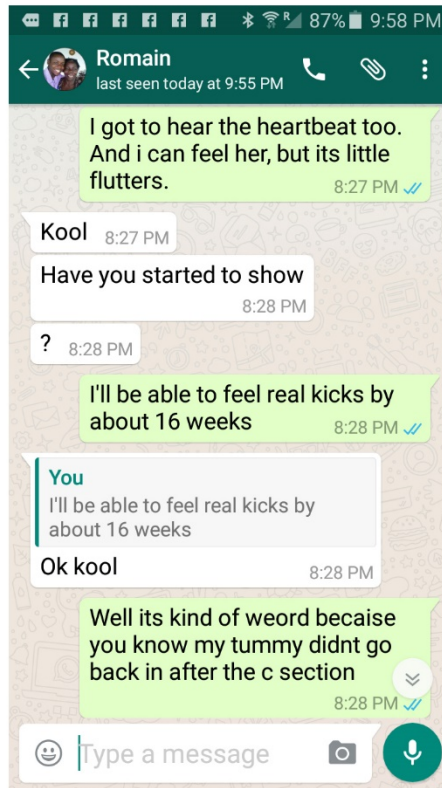 87% 9:58 PM
Romain
last seen today at 9:55 PM
I got to hear the heartbeat too.
And i can feel her, but its little
flutters.
8:27 PM
Kool 8:27 PM
Have you started to show
8:28 PM
? 8:28 PM
I'll be able to feel real kicks by
about 16 weeks
8:28 PM
You
I'll be able to feel real kicks by
about 16 weeks
Ok kool 8:28 PM
Well its kind of weord becaise
you know my tummy didnt go
back in after the c section
8:28 PM
Type a message